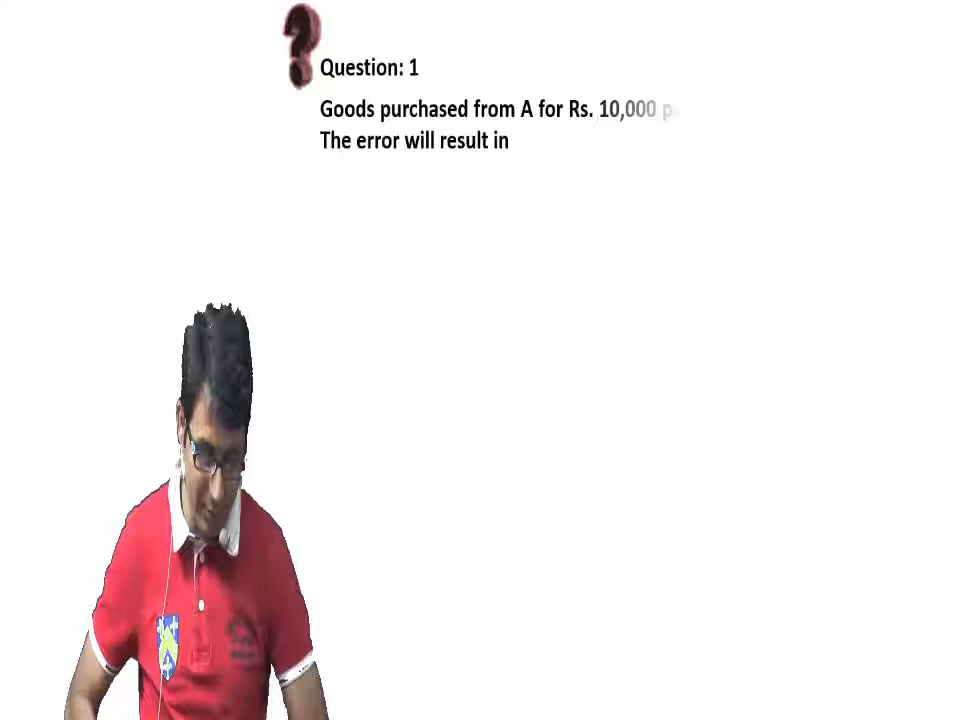 Question: 1
Goods purchased from A for Rs. 10,000
The error will result in